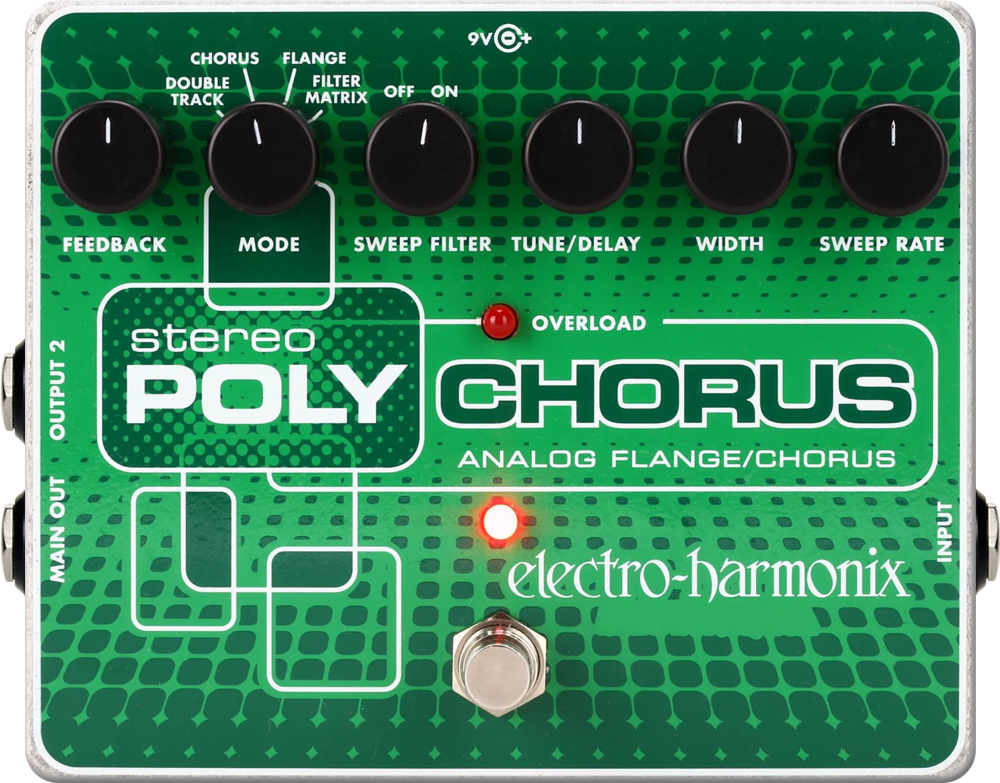 9V
CHORUS FLANGE
DOUBLE TRACK
FILTER MATRIX
OFF ON
FEEDBACK MODE SWEEP FILTER TUNE/DELAY WIDTH SWEEP RATE
OVERLOAD
stereo
POLY CHORUS
ANALOG FLANGE/CHORUS
OUTPUT 2
MAIN OUT
INPUT
electro-harmonix